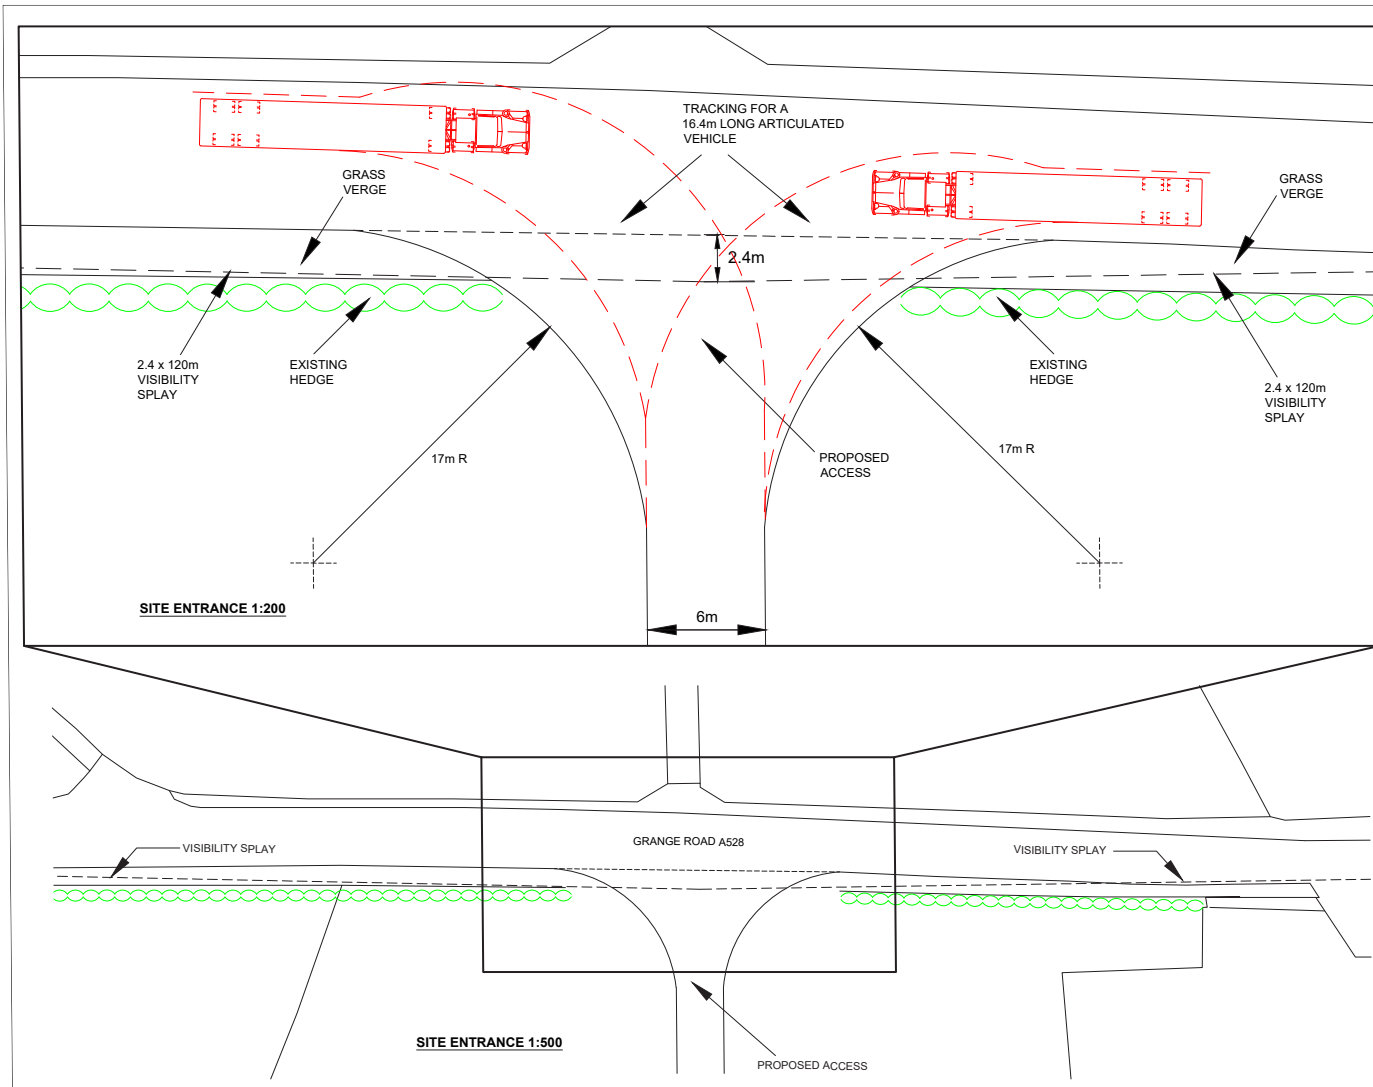 TRACKING FOR A
16.4m LONG ARTICULATED
VEHICLE
GRASS
VERGE
GRASS
VERGE
2.4m
2.4 x 120m
VISIBILITY
SPLAY
EXISTING
HEDGE
EXISTING
HEDGE
2.4 x 120m
VISIBILITY
SPLAY
17m R
PROPOSED
ACCESS
17m R
SITE ENTRANCE 1:200
6m
GRANGE ROAD A528
VISIBILITY SPLAY
VISIBILITY SPLAY
SITE ENTRANCE 1:500
PROPOSED ACCESS